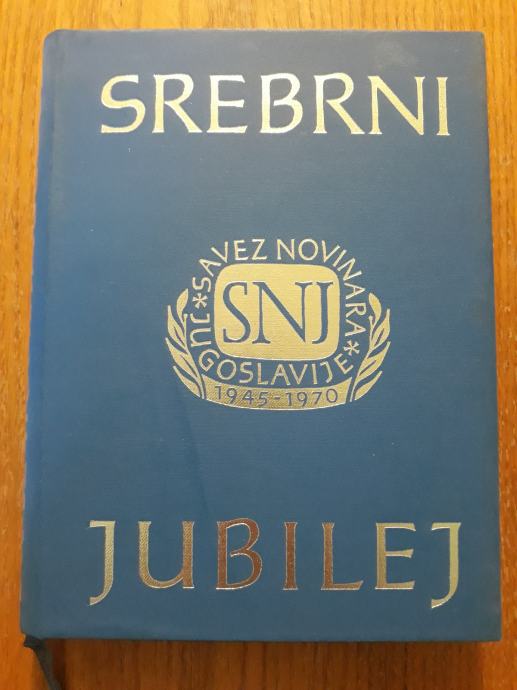 SREBRNI
*SAVEZ NOVINARA*
SNJ
JUGOSLAVIJE
1945-1970
JUBILEJ